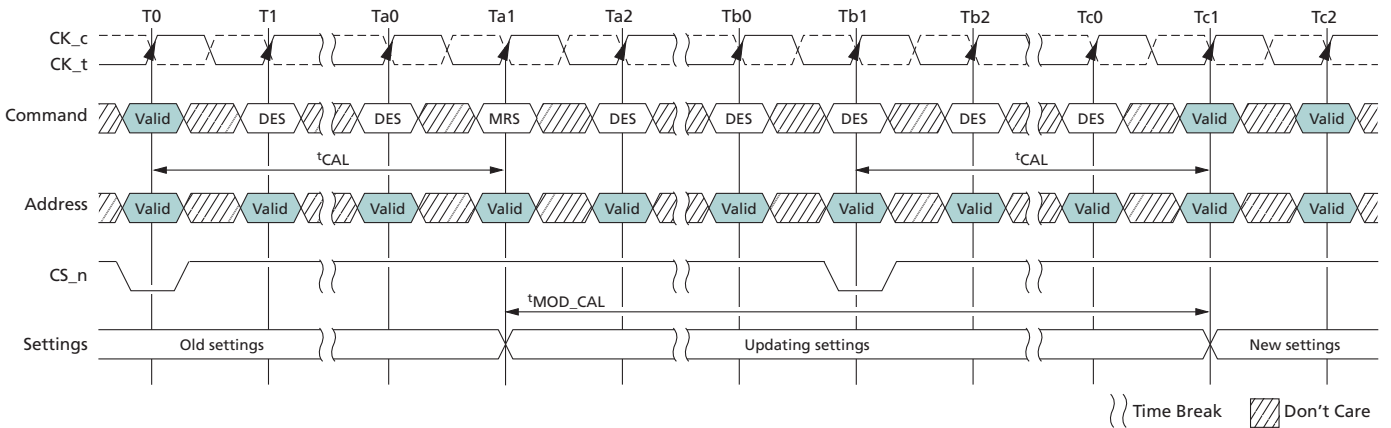 T0 T1 Ta0 Ta1 Ta2 Tb0 Tb1 Tb2 Tc0 Tc1 Tc2
CK_c
CK_t
Command Valid DES DES MRS DES DES DES DES DES Valid Valid
tCAL tCAL
Address Valid Valid Valid Valid Valid Valid Valid Valid Valid Valid Valid
CS_n
tMOD_CAL
Settings Old settings Updating settings New settings
Time Break Don't Care